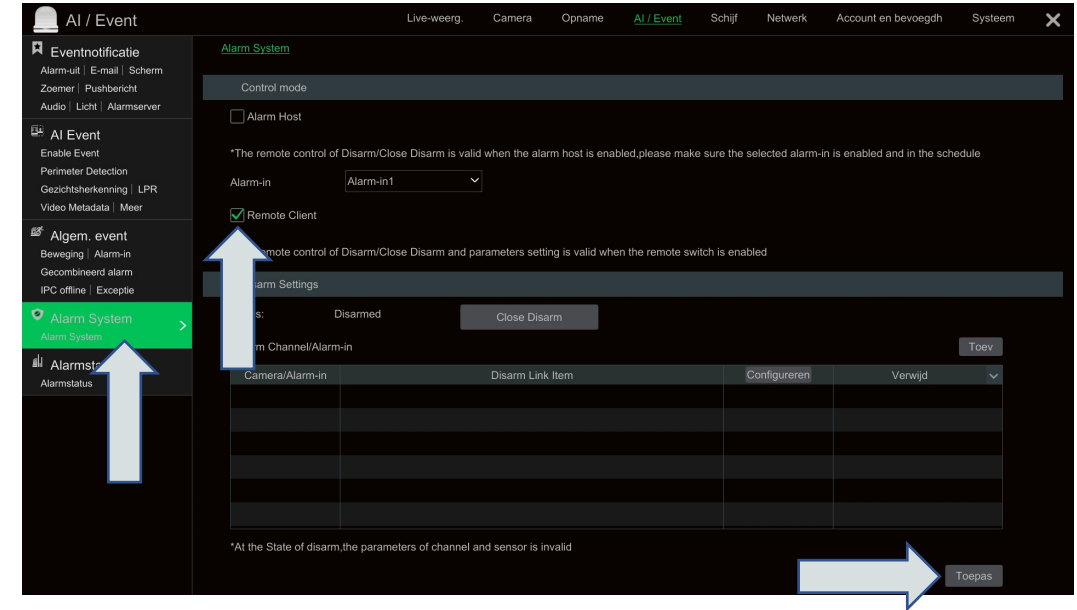 AI / Event
Live-weerg. Camera Opname AI / Event Schijf Netwerk Account en bevoegdh Systeem
Eventnotificatie
Alarm-uit | E-mail | Scherm
Zoemer | Pushbericht
Audio | Licht | Alarmserver
AI Event
Enable Event
Perimeter Detection
Gezichtsherkenning | LPR
Video Metadata | Meer
Algem. event
Beweging | Alarm-in
Gecombineerd alarm
IPC offline | Exceptie
Alarm System
Alarm System
Alarmsta
Alarmstatus
Alarm System
Control mode
Alarm Host
*The remote control of Disarm/Close Disarm is valid when the alarm host is enabled,please make sure the selected alarm-in is enabled and in the schedule
Alarm-in Alarm-in1
Remote Client
emote control of Disarm/Close Disarm and parameters setting is valid when the remote switch is enabled
sarm Settings
s: Disarmed Close Disarm
m Channel/Alarm-in Toev
Camera/Alarm-in Disarm Link Item Configureren Verwijd
*At the State of disarm,the parameters of channel and sensor is invalid
Toepas